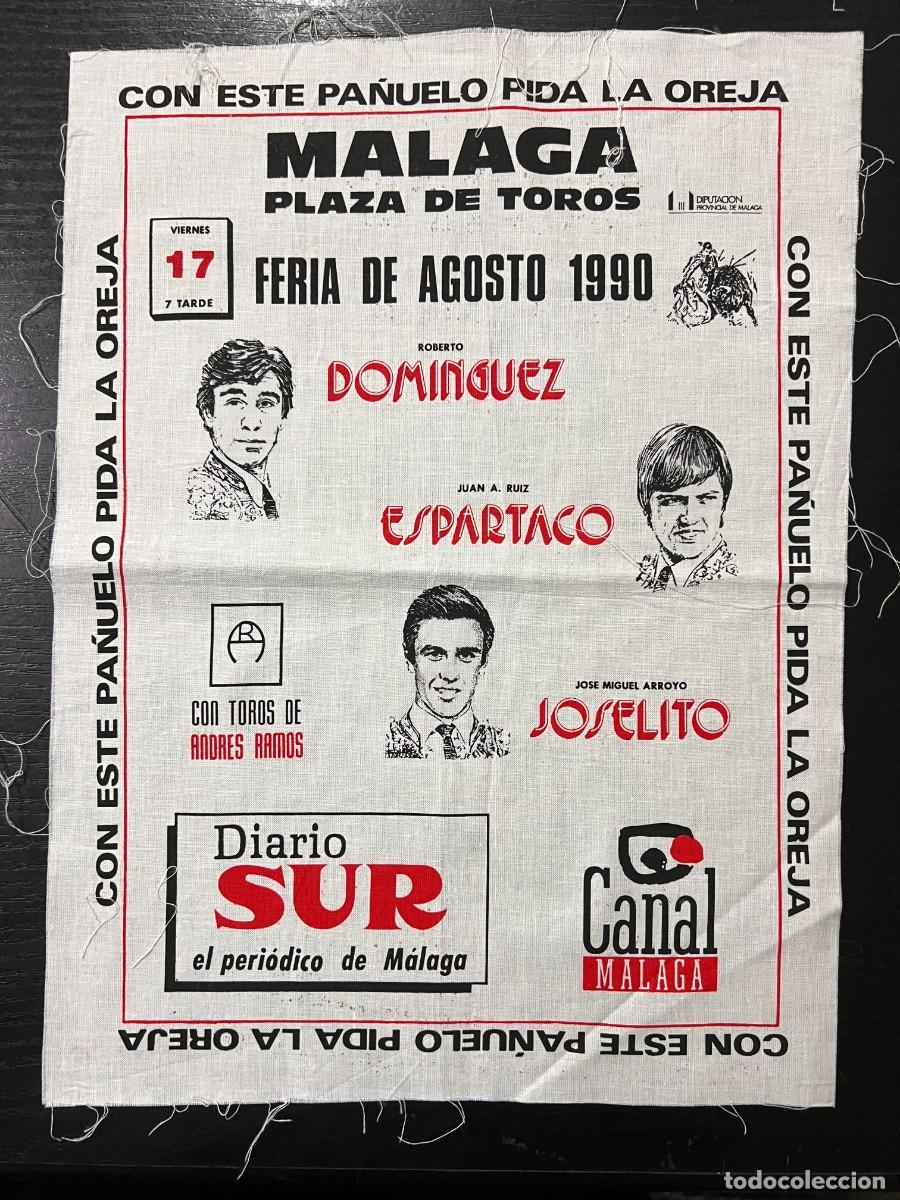 CON ESTE PAÑUELO PIDA LA OREJA
MALAGA
PLAZA DE TOROS
DIPUTACION
PROVINCIAL DE MALAGA
VIERNES
17
7 TARDE
FERIA DE AGOSTO 1990
ROBERTO
DOMINGUEZ
JUAN A. RUIZ
ESPARTACO
JOSE MIGUEL ARROYO
JOSELITO
RA
CON TOROS DE
ANDRES RAMOS
Diario
SUR
el periódico de Málaga
Canal
MALAGA
CON ESTE PAÑUELO PIDA LA OREJA
CON ESTE PAÑUELO PIDA LA OREJA
CON ESTE PAÑUELO PIDA LA OREJA
todocoleccion